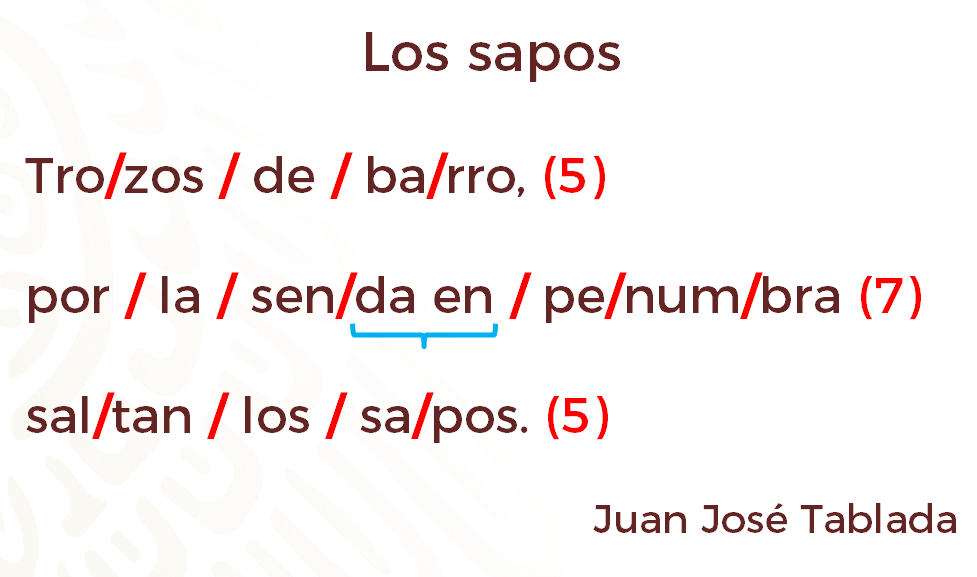 Los sapos
Tro/zos / de / ba/rro, (5)
por / la / sen/da en / pe/num/bra (7)
sal/tan / los / sa/pos. (5)
Juan José Tablada